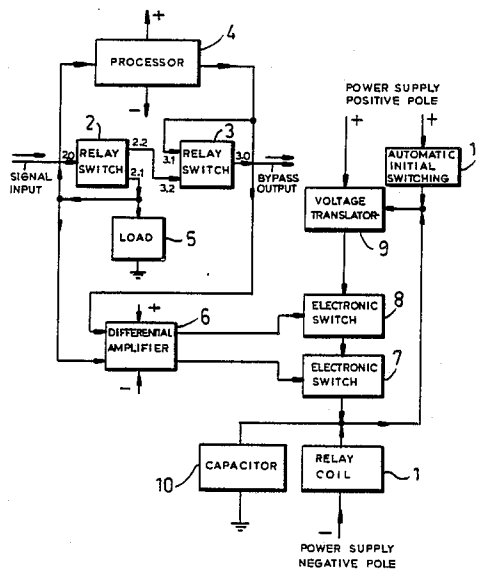 +
4
PROCESSOR
−
POWER SUPPLY
POSITIVE POLE
+
+
2
2.0
RELAY
SWITCH
2.2
2.1
3
3.1
3.2
RELAY
SWITCH
3.0
SIGNAL
INPUT
BYPASS
OUTPUT
AUTOMATIC
INITIAL
SWITCHING
1
VOLTAGE
TRANSLATOR
9
LOAD
5
+
6
DIFFERENTIAL
AMPLIFIER
−
ELECTRONIC
SWITCH
8
ELECTRONIC
SWITCH
7
CAPACITOR
10
RELAY
COIL
1
−
POWER SUPPLY
NEGATIVE POLE